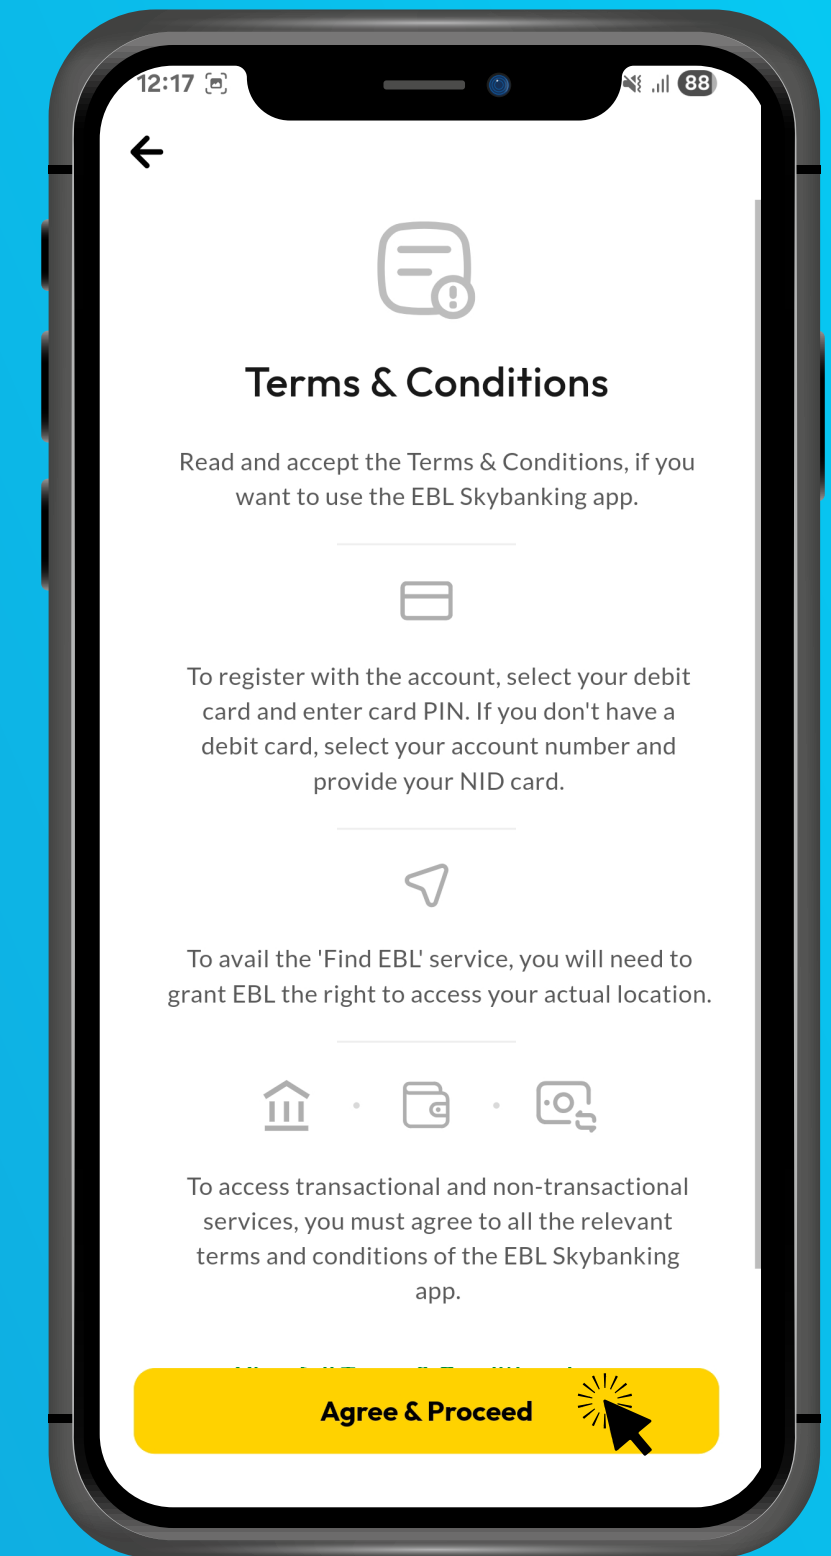 12:17
88
Terms & Conditions
Read and accept the Terms & Conditions, if you
want to use the EBL Skybanking app.
To register with the account, select your debit
card and enter card PIN. If you don't have a
debit card, select your account number and
provide your NID card.
To avail the 'Find EBL' service, you will need to
grant EBL the right to access your actual location.
To access transactional and non-transactional
services, you must agree to all the relevant
terms and conditions of the EBL Skybanking
app.
Agree & Proceed